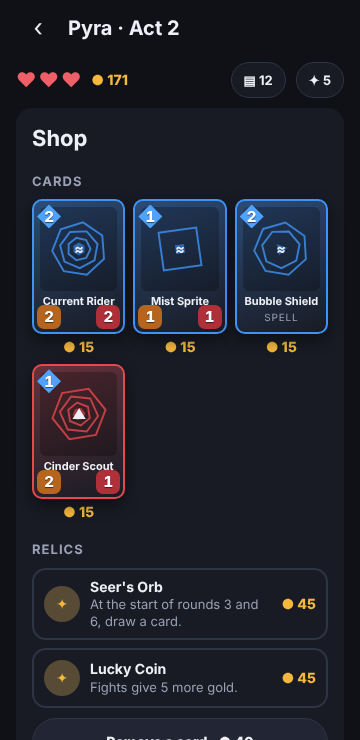 Pyra · Act 2
171
12
5
Shop
CARDS
2
1
2
Current Rider
Mist Sprite
Bubble Shield
SPELL
2 2
1 1
15
15
15
1
Cinder Scout
2 1
15
RELICS
Seer's Orb
At the start of rounds 3 and
6, draw a card.
45
Lucky Coin
Fights give 5 more gold.
45